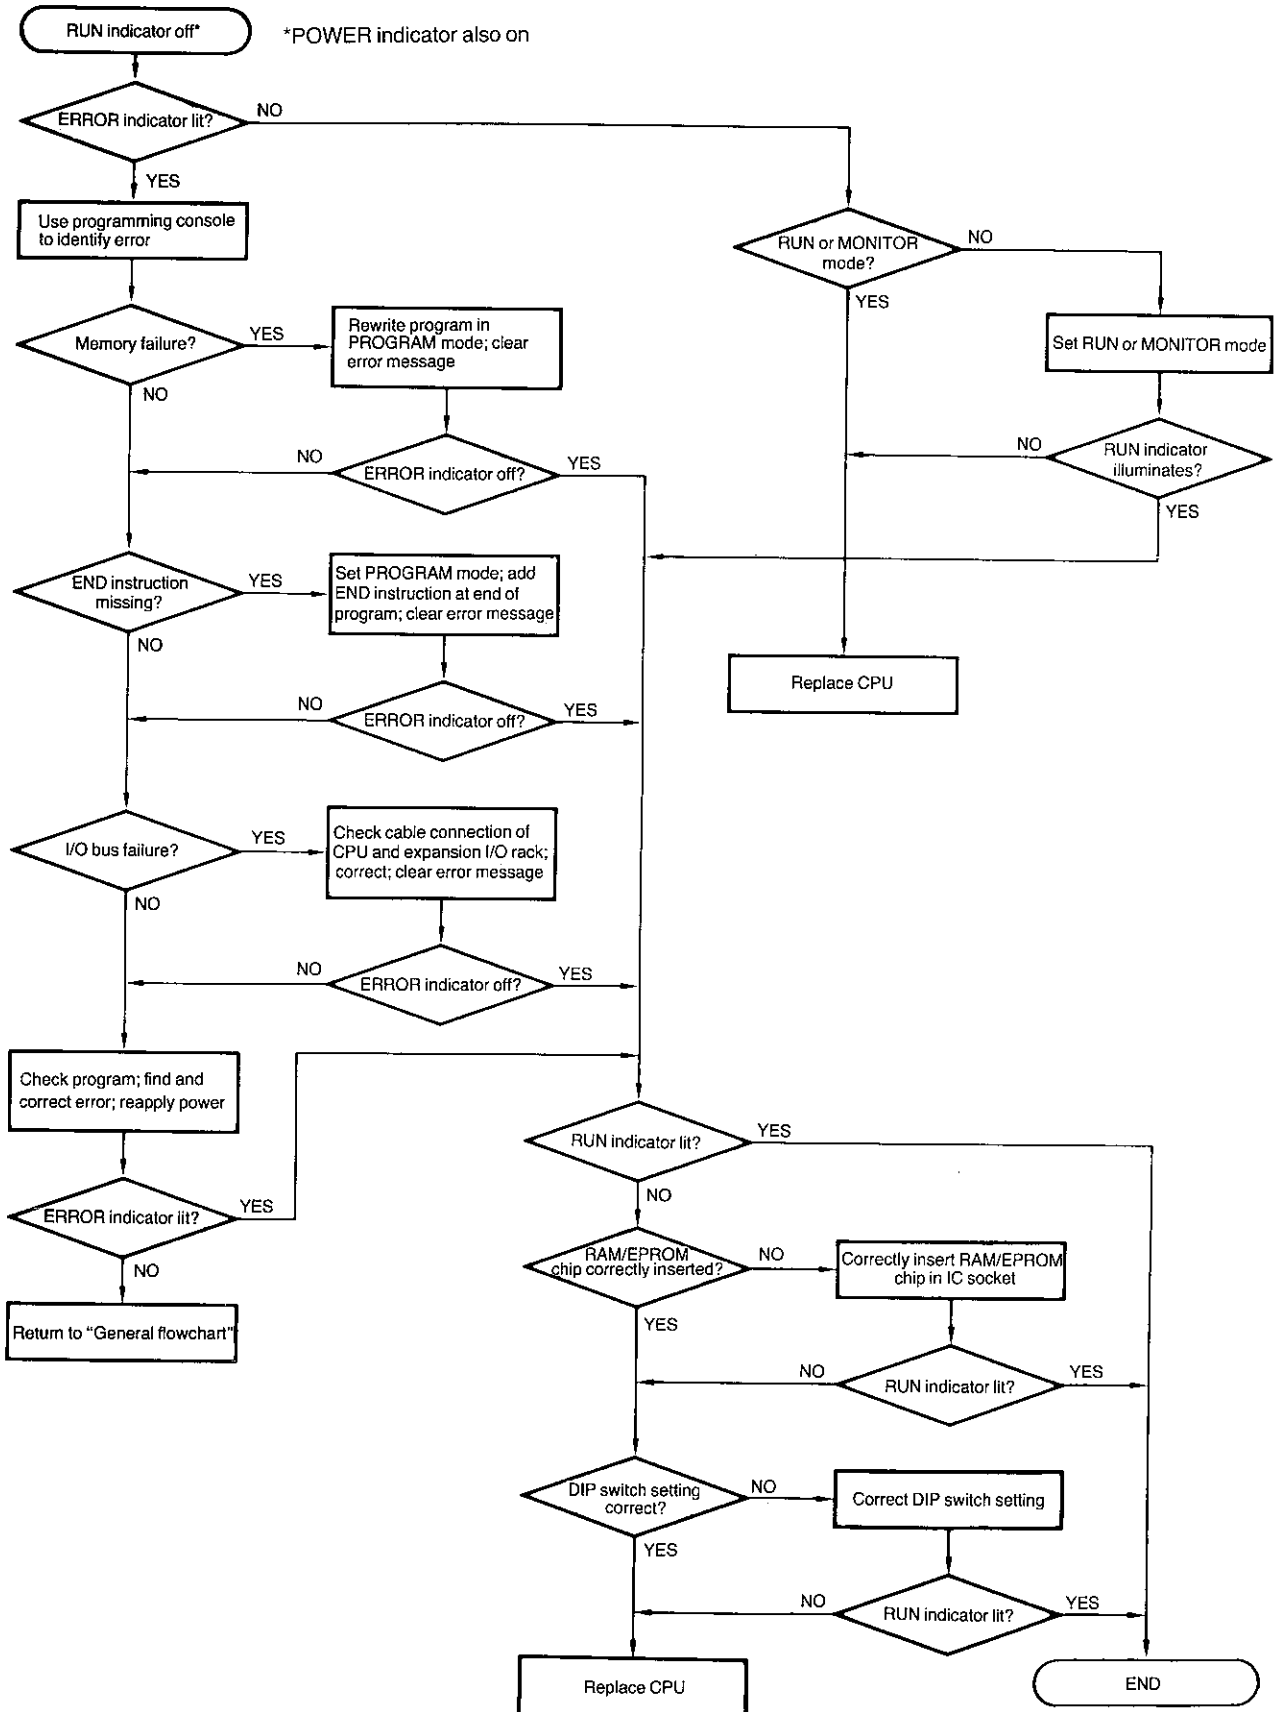 RUN indicator off*
*POWER indicator also on
ERROR indicator lit?
NO
YES
Use programming console
to identify error
RUN or MONITOR
mode?
NO
YES
Set RUN or MONITOR mode
RUN indicator
illuminates?
NO
YES
Replace CPU
Memory failure?
YES
NO
Rewrite program in
PROGRAM mode; clear
error message
ERROR indicator off?
NO
YES
END instruction
missing?
YES
NO
Set PROGRAM mode; add
END instruction at end of
program; clear error message
ERROR indicator off?
NO
YES
I/O bus failure?
YES
NO
Check cable connection of
CPU and expansion I/O rack;
correct; clear error message
ERROR indicator off?
NO
YES
Check program; find and
correct error; reapply power
ERROR indicator lit?
YES
NO
Return to "General flowchart"
RUN indicator lit?
YES
NO
RAM/EPROM
chip correctly inserted?
NO
YES
Correctly insert RAM/EPROM
chip in IC socket
RUN indicator lit?
NO
YES
DIP switch setting
correct?
NO
YES
Correct DIP switch setting
RUN indicator lit?
NO
YES
Replace CPU
END